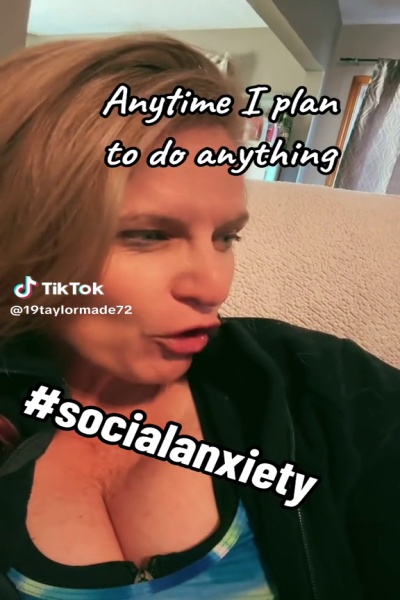 Anytime I plan
to do anything
TikTok
@19taylormade72
#socialanxiety